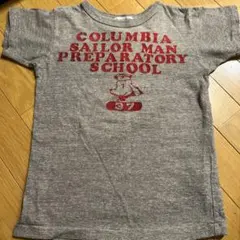 COLUMBIA
SAILOR MAN
PREPARATORY
SCHOOL
37